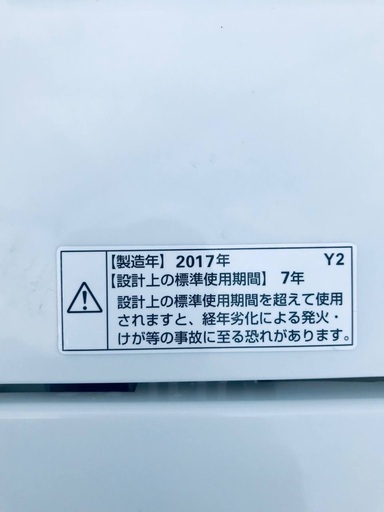 【製造年】2017年 Y2
【設計上の標準使用期間】7年
設計上の標準使用期間を超えて使用
されますと、経年劣化による発火・
けが等の事故に至る恐れがあります。